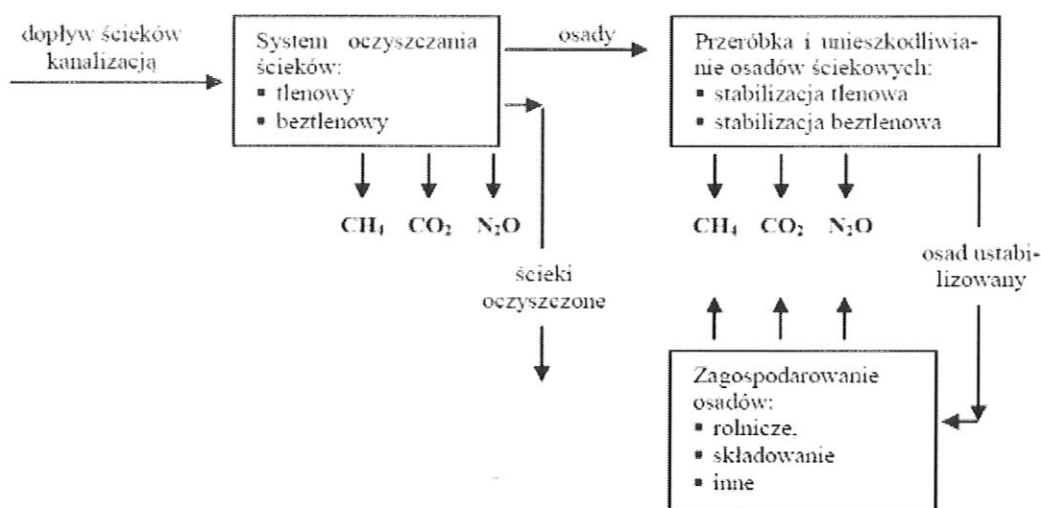 dopływ ścieków
kanalizacją
System oczyszczania
ścieków:
▪ tlenowy
▪ beztlenowy
osady
Przeróbka i unieszkodliwia-
nie osadów ściekowych:
▪ stabilizacja tlenowa
▪ stabilizacja beztlenowa
CH₄ CO₂ N₂O
ścieki
oczyszczone
CH₄ CO₂ N₂O
osad ustabi-
lizowany
Zagospodarowanie
osadów:
▪ rolnicze.
▪ składowanie
▪ inne